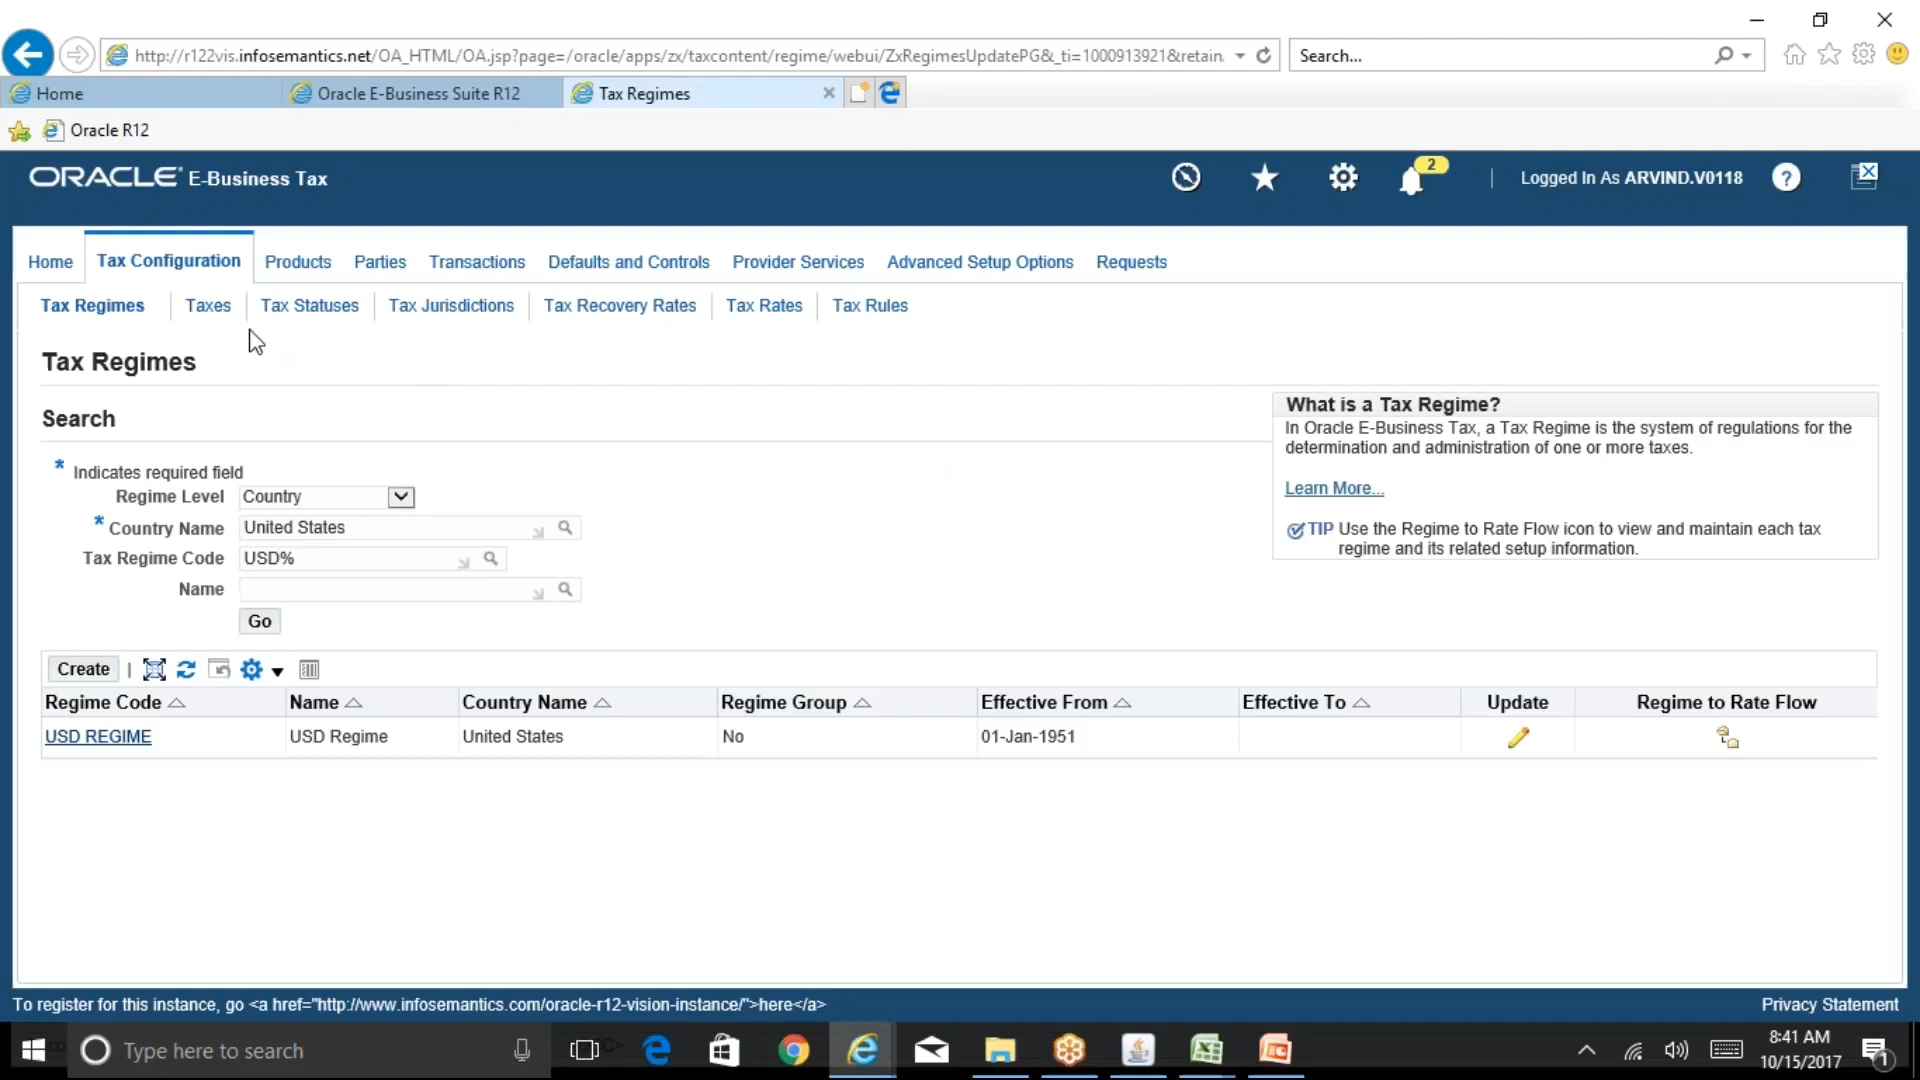 http://r122vis.infosemantics.net/OA_HTML/OA.jsp?page=/oracle/apps/zx/taxcontent/regime/webui/ZxRegimesUpdatePG&_ti=1000913921&retain.
Search...
Home
Oracle E-Business Suite R12
Tax Regimes
Oracle R12
ORACLE E-Business Tax
2
Logged In As ARVIND.V0118
Home
Tax Configuration
Products
Parties
Transactions
Defaults and Controls
Provider Services
Advanced Setup Options
Requests
Tax Regimes
Taxes
Tax Statuses
Tax Jurisdictions
Tax Recovery Rates
Tax Rates
Tax Rules
Tax Regimes
Search
* Indicates required field
Regime Level Country
* Country Name United States
Tax Regime Code USD%
Name
Go
What is a Tax Regime?
In Oracle E-Business Tax, a Tax Regime is the system of regulations for the
determination and administration of one or more taxes.
Learn More...
TIP Use the Regime to Rate Flow icon to view and maintain each tax
regime and its related setup information.
Create
Regime Code Name Country Name Regime Group Effective From Effective To Update Regime to Rate Flow
USD REGIME USD Regime United States No 01-Jan-1951
To register for this instance, go <a href="http://www.infosemantics.com/oracle-r12-vision-instance/">here</a>
Privacy Statement
Type here to search
8:41 AM
10/15/2017
1